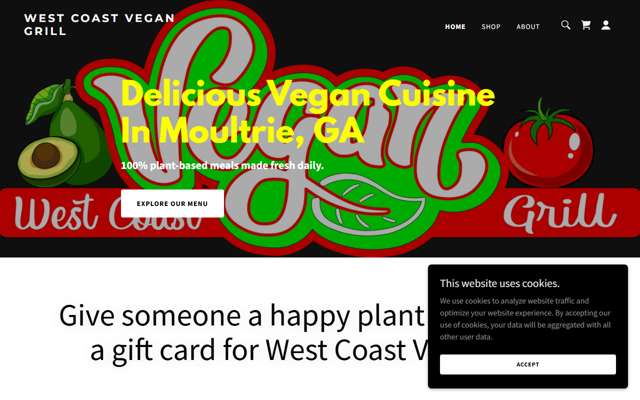 WEST COAST VEGAN
GRILL
HOME
SHOP
ABOUT
Delicious Vegan Cuisine
In Moultrie, GA
100% plant-based meals made fresh daily.
EXPLORE OUR MENU
Vegan
West Coast
Grill
Give someone a happy plant
a gift card for West Coast V
This website uses cookies.
We use cookies to analyze website traffic and
optimize your website experience. By accepting our
use of cookies, your data will be aggregated with all
other user data.
ACCEPT